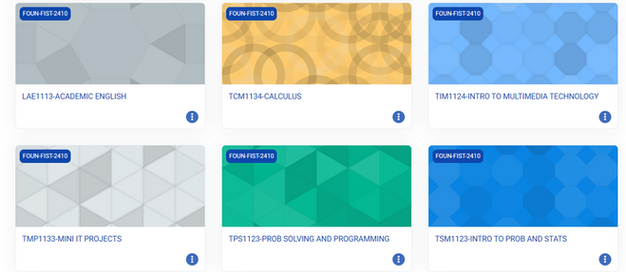 FOUN-FIST-2410
FOUN-FIST-2410
FOUN-FIST-2410
LAE1113-ACADEMIC ENGLISH
TCM1134-CALCULUS
TIM1124-INTRO TO MULTIMEDIA TECHNOLOGY
FOUN-FIST-2410
FOUN-FIST-2410
FOUN-FIST-2410
TMP1133-MINI IT PROJECTS
TPS1123-PROB SOLVING AND PROGRAMMING
TSM1123-INTRO TO PROB AND STATS